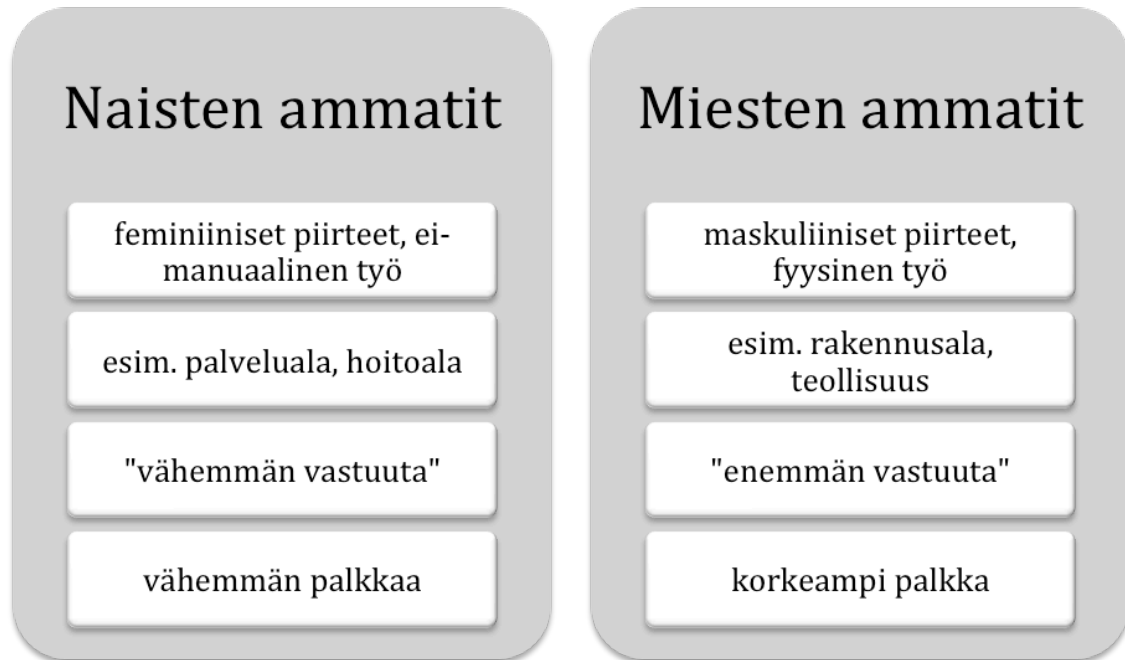 Naisten ammatit
feminiiniset piirteet, ei-
manuaalinen työ
esim. palveluala, hoitoala
"vähemmän vastuuta"
vähemmän palkkaa
Miesten ammatit
maskuliiniset piirteet,
fyysinen työ
esim. rakennusala,
teollisuus
"enemmän vastuuta"
korkeampi palkka